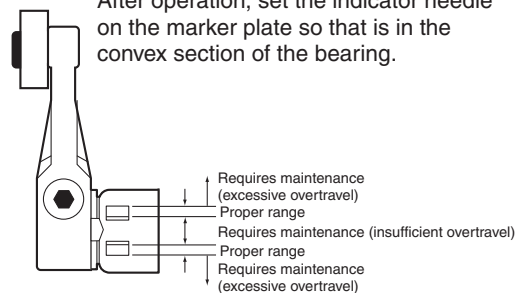 After operation, set the indicator needle
on the marker plate so that is in the
convex section of the bearing.
Requires maintenance
(excessive overtravel)
Proper range
Requires maintenance (insufficient overtravel)
Proper range
Requires maintenance
(excessive overtravel)